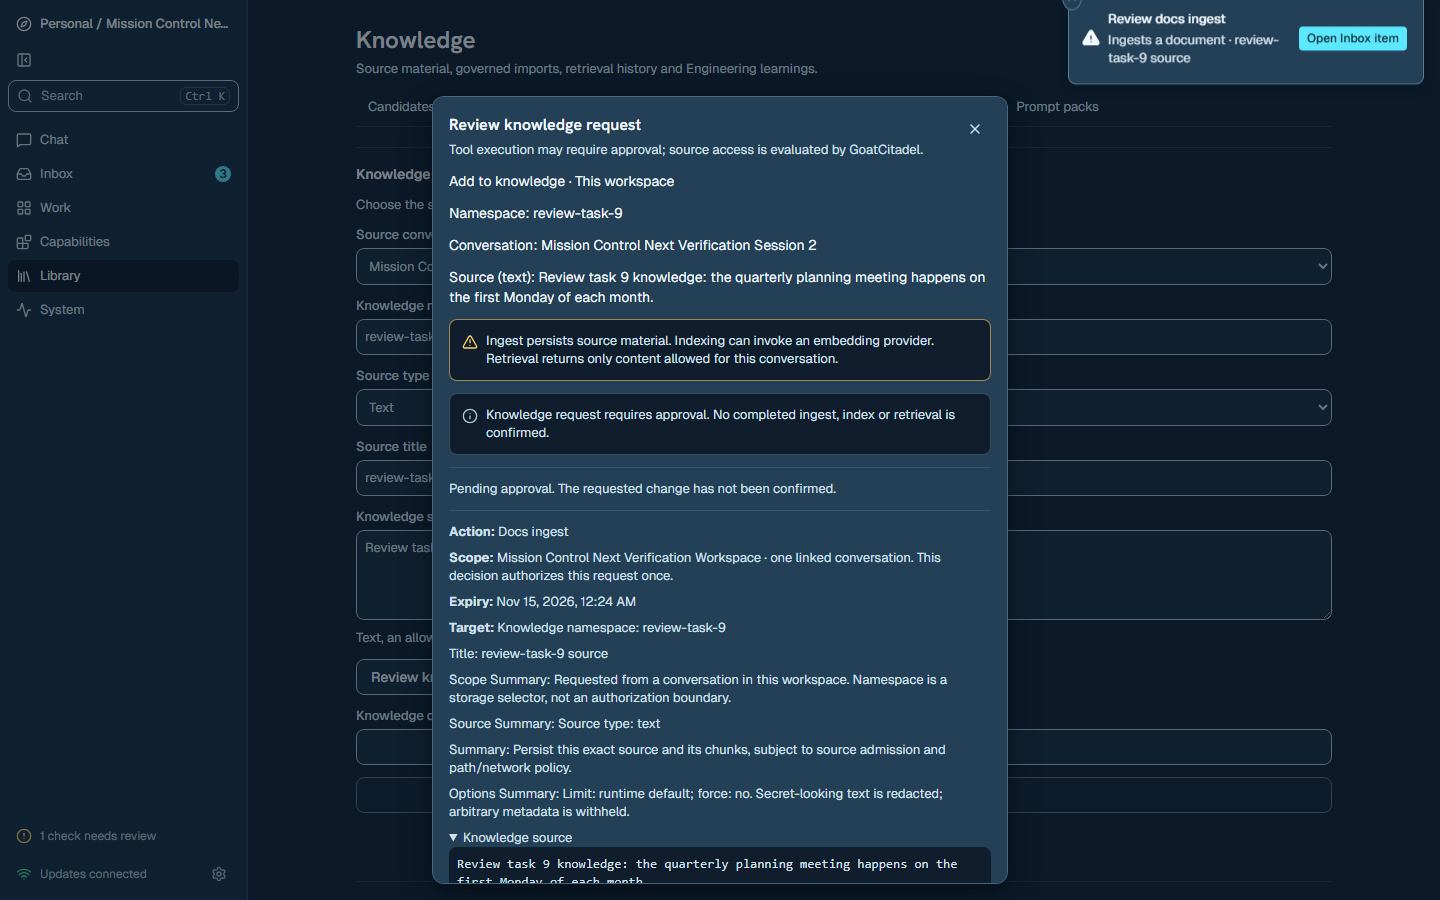 Personal / Mission Control Ne...
Search
Ctrl K
Chat
Inbox
3
Work
Capabilities
Library
System
1 check needs review
Updates connected
Knowledge
Source material, governed imports, retrieval history and Engineering learnings.
Candidates
Prompt packs
Knowledge
Choose the s
Source conv
Mission Co
Knowledge n
review-task
Source type
Text
Source title
review-task
Knowledge s
Review tas
Text, an allow
Review k
Knowledge
Review docs ingest
Ingests a document · review-
task-9 source
Open Inbox item
Review knowledge request
Tool execution may require approval; source access is evaluated by GoatCitadel.
Add to knowledge · This workspace
Namespace: review-task-9
Conversation: Mission Control Next Verification Session 2
Source (text): Review task 9 knowledge: the quarterly planning meeting happens on
the first Monday of each month.
Ingest persists source material. Indexing can invoke an embedding provider.
Retrieval returns only content allowed for this conversation.
Knowledge request requires approval. No completed ingest, index or retrieval is
confirmed.
Pending approval. The requested change has not been confirmed.
Action: Docs ingest
Scope: Mission Control Next Verification Workspace · one linked conversation. This
decision authorizes this request once.
Expiry: Nov 15, 2026, 12:24 AM
Target: Knowledge namespace: review-task-9
Title: review-task-9 source
Scope Summary: Requested from a conversation in this workspace. Namespace is a
storage selector, not an authorization boundary.
Source Summary: Source type: text
Summary: Persist this exact source and its chunks, subject to source admission and
path/network policy.
Options Summary: Limit: runtime default; force: no. Secret-looking text is redacted;
arbitrary metadata is withheld.
Knowledge source
Review task 9 knowledge: the quarterly planning meeting happens on the
first Monday of each month.